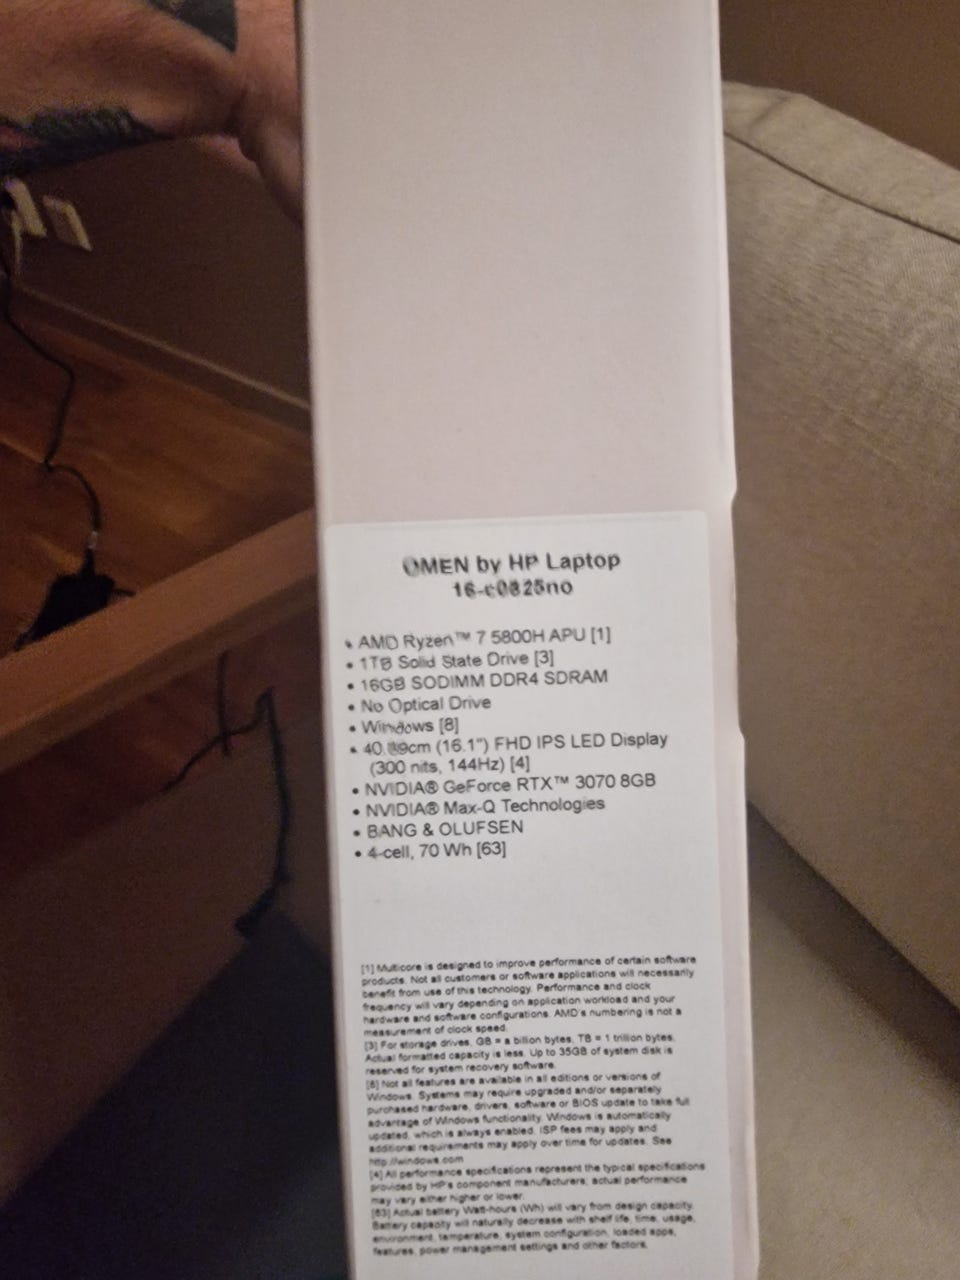 OMEN by HP Laptop
16-c0825no
• AMD Ryzen™ 7 5800H APU [1]
• 1TB Solid State Drive [3]
• 16GB SODIMM DDR4 SDRAM
• No Optical Drive
• Windows [8]
• 40.89cm (16.1") FHD IPS LED Display
(300 nits, 144Hz) [4]
• NVIDIA® GeForce RTX™ 3070 8GB
• NVIDIA® Max-Q Technologies
• BANG & OLUFSEN
• 4-cell, 70 Wh [63]
[1] Multicore is designed to improve performance of certain software
products. Not all customers or software applications will necessarily
benefit from use of this technology. Performance and clock
frequency will vary depending on application workload and your
hardware and software configurations. AMD's numbering is not a
measurement of clock speed.
[3] For storage drives, GB = a billion bytes, TB = 1 trillion bytes.
Actual formatted capacity is less. Up to 35GB of system disk is
reserved for system recovery software.
[8] Not all features are available in all editions or versions of
Windows. Systems may require upgraded and/or separately
purchased hardware, drivers, software or BIOS update to take full
advantage of Windows functionality. Windows is automatically
updated, which is always enabled. ISP fees may apply and
additional requirements may apply over time for updates. See
http://windows.com
[4] All performance specifications represent the typical specifications
provided by HP's component manufacturers; actual performance
may vary either higher or lower.
[63] Actual battery Watt-hours (Wh) will vary from design capacity.
Battery capacity will naturally decrease with shelf life, time, usage,
environment, temperature, system configuration, loaded apps,
features, power management settings and other factors.